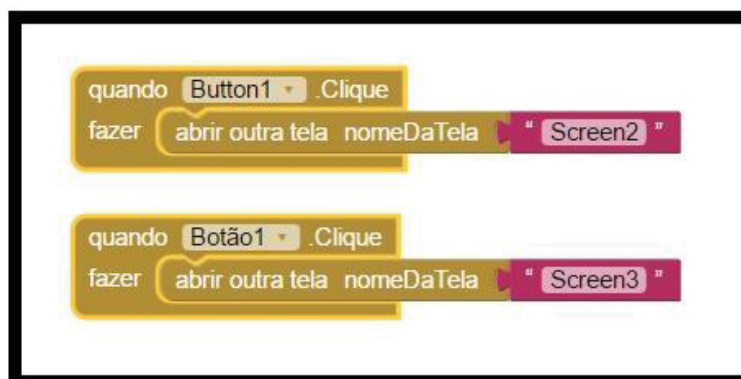 quando Button1 .Clique
fazer abrir outra tela nomeDaTela " Screen2 "
quando Botão1 .Clique
fazer abrir outra tela nomeDaTela " Screen3 "